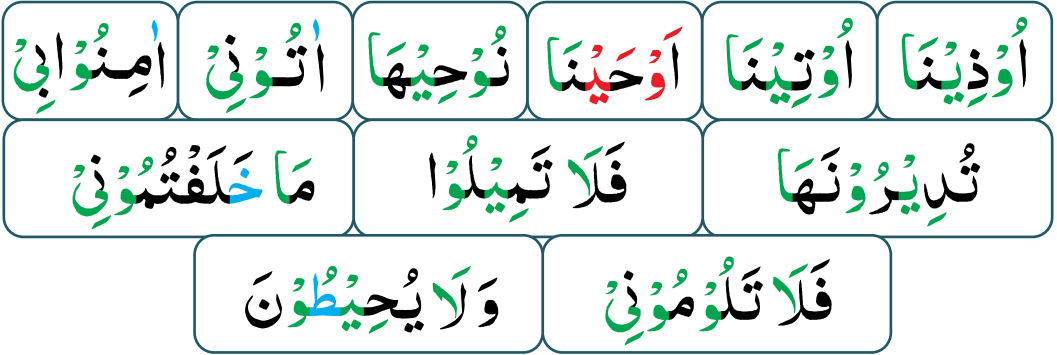 اُوْذِيْنَا اُوْتِيْنَا اَوْحَيْنَا نُوْحِيْهَا اٰتُوْنِيْ اٰمِنُوْابِيْ
تُدِيْرُوْنَهَا فَلَا تَمِيْلُوْا مَا خَلَفْتُمُوْنِيْ
فَلَا تَلُوْمُوْنِيْ وَلَا يُحِيْطُوْنَ